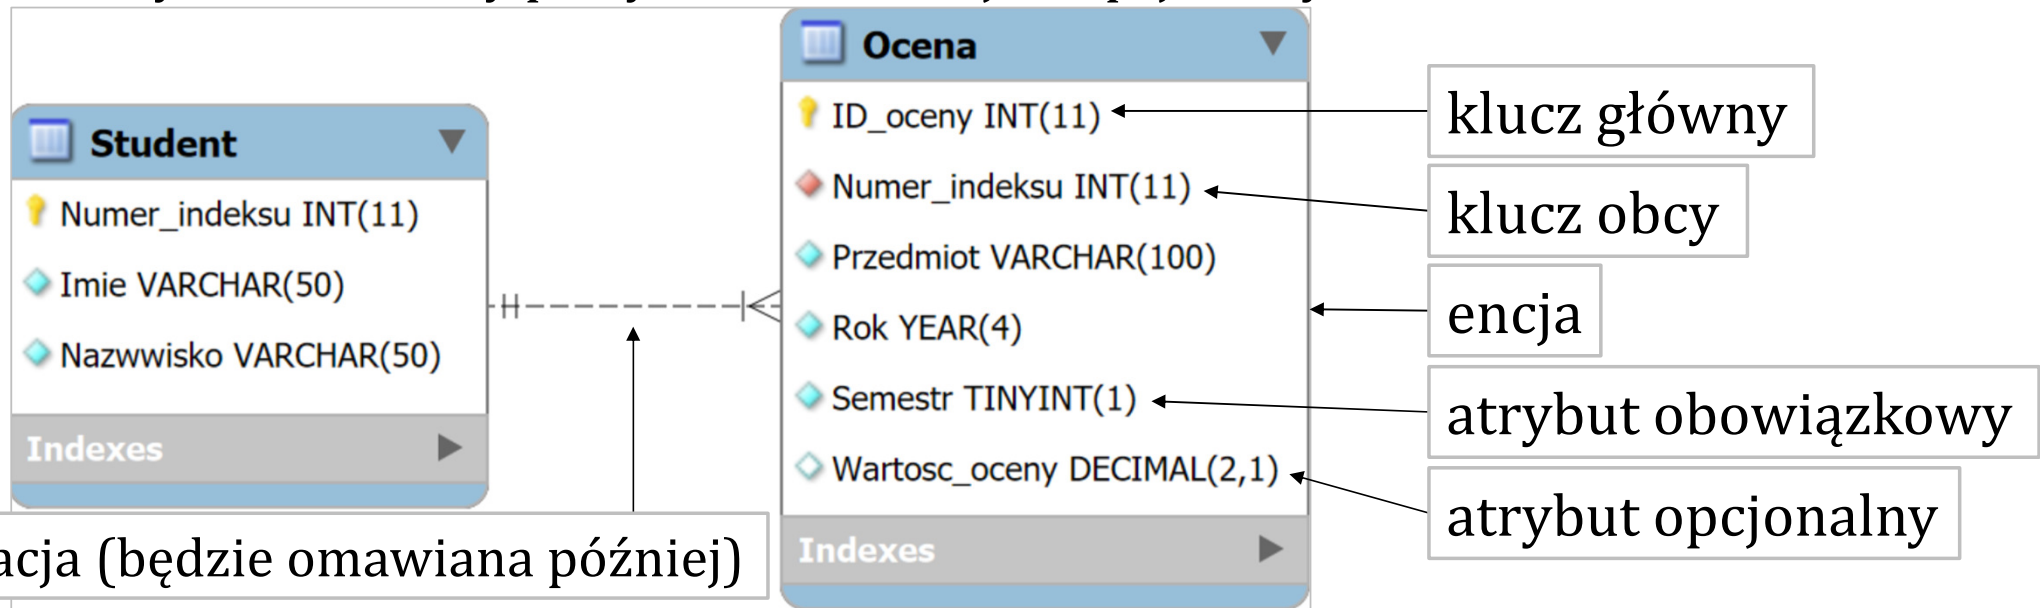 Student
Numer_indeksu INT(11)
Imie VARCHAR(50)
Nazwwisko VARCHAR(50)
Indexes
(będzie omawiana później)
Ocena
ID_oceny INT(11)
Numer_indeksu INT(11)
Przedmiot VARCHAR(100)
Rok YEAR(4)
Semestr TINYINT(1)
Wartosc_oceny DECIMAL(2,1)
Indexes
klucz główny
klucz obcy
encja
atrybut obowiązkowy
atrybut opcjonalny